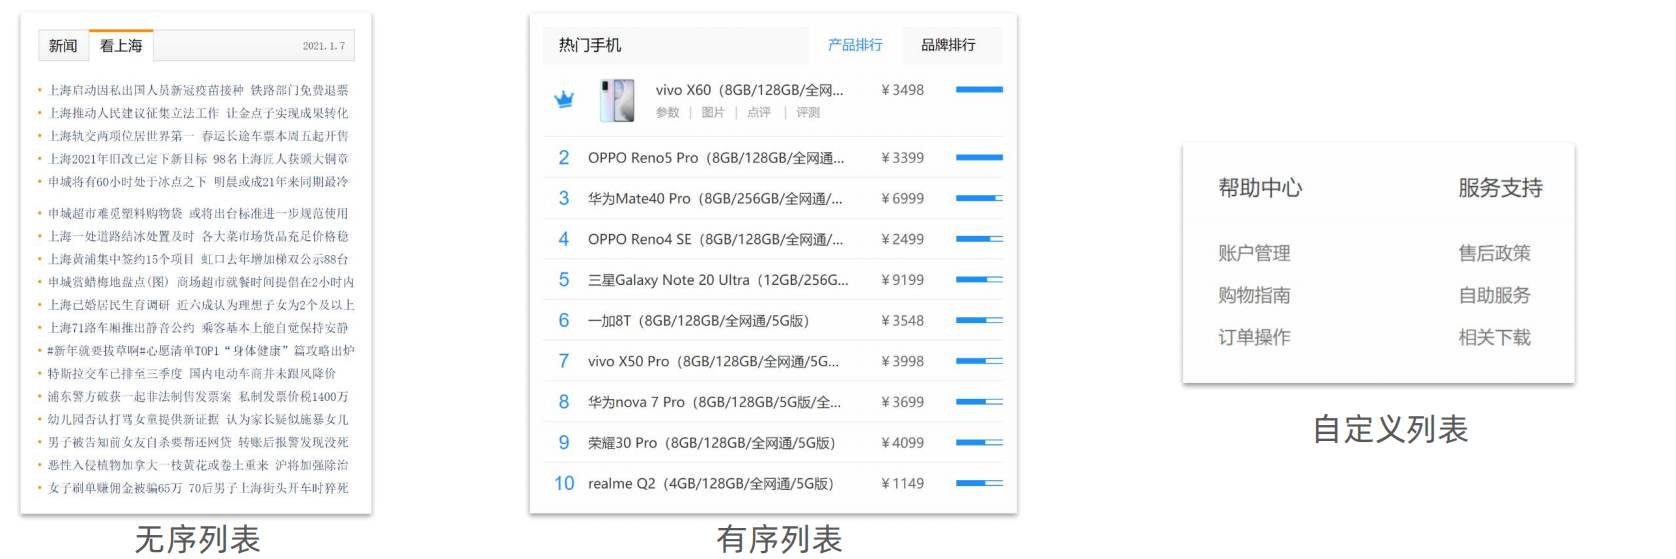 新闻 看上海 2021.1.7
上海启动因私出国人员新冠疫苗接种 铁路部门免费退票
上海推动人民建议征集立法工作 让金点子实现成果转化
上海轨交两项位居世界第一 春运长途车票本周五起开售
上海2021年旧改已定下新目标 98名上海匠人获颁大铜章
申城将有60小时处于冰点之下 明晨或成21年来同期最冷
申城超市难觅塑料购物袋 或将出台标准进一步规范使用
上海一处道路结冰处置及时 各大菜市场货品充足价格稳
上海黄浦集中签约15个项目 虹口去年增加梯双公示88台
申城赏蜡梅地盘点(图) 商场超市就餐时间提倡在2小时内
上海已婚居民生育调研 近六成认为理想子女为2个及以上
上海71路车厢推出静音公约 乘客基本上能自觉保持安静
#新年就要拔草啊#心愿清单TOP1“身体健康”篇攻略出炉
特斯拉交车已排至三季度 国内电动车商并未跟风降价
浦东警方破获一起非法制售发票案 私制发票价税1400万
幼儿园否认打骂女童提供新证据 认为家长疑似施暴女儿
男子被告知前女友自杀要帮还网贷 转账后报警发现没死
恶性入侵植物加拿大一枝黄花或卷土重来 沪将加强除治
女子刷单赚佣金被骗65万 70后男子上海街头开车时猝死
无序列表
热门手机 产品排行 品牌排行
vivo X60（8GB/128GB/全网... ¥3498
参数 | 图片 | 点评 | 评测
2 OPPO Reno5 Pro（8GB/128GB/全网通... ¥3399
3 华为Mate40 Pro（8GB/256GB/全网通/... ¥6999
4 OPPO Reno4 SE（8GB/128GB/全网通/... ¥2499
5 三星Galaxy Note 20 Ultra（12GB/256G... ¥9199
6 一加8T（8GB/128GB/全网通/5G版） ¥3548
7 vivo X50 Pro（8GB/128GB/全网通/5G... ¥3998
8 华为nova 7 Pro（8GB/128GB/5G版/全... ¥3699
9 荣耀30 Pro（8GB/128GB/全网通/5G版） ¥4099
10 realme Q2（4GB/128GB/全网通/5G版） ¥1149
有序列表
帮助中心 服务支持
账户管理 售后政策
购物指南 自助服务
订单操作 相关下载
自定义列表